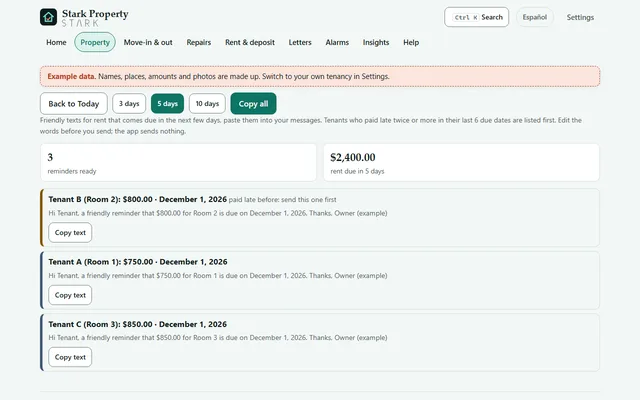 Stark Property
STARK
Ctrl K Search
Español
Settings
Home
Property
Move-in & out
Repairs
Rent & deposit
Letters
Alarms
Insights
Help
Example data. Names, places, amounts and photos are made up. Switch to your own tenancy in Settings.
Back to Today
3 days
5 days
10 days
Copy all
Friendly texts for rent that comes due in the next few days, paste them into your messages. Tenants who paid late twice or more in their last 6 due dates are listed first. Edit the
words before you send; the app sends nothing.
3
reminders ready
$2,400.00
rent due in 5 days
Tenant B (Room 2): $800.00 · December 1, 2026 paid late before: send this one first
Hi Tenant, a friendly reminder that $800.00 for Room 2 is due on December 1, 2026. Thanks, Owner (example)
Copy text
Tenant A (Room 1): $750.00 · December 1, 2026
Hi Tenant, a friendly reminder that $750.00 for Room 1 is due on December 1, 2026. Thanks, Owner (example)
Copy text
Tenant C (Room 3): $850.00 · December 1, 2026
Hi Tenant, a friendly reminder that $850.00 for Room 3 is due on December 1, 2026. Thanks, Owner (example)
Copy text